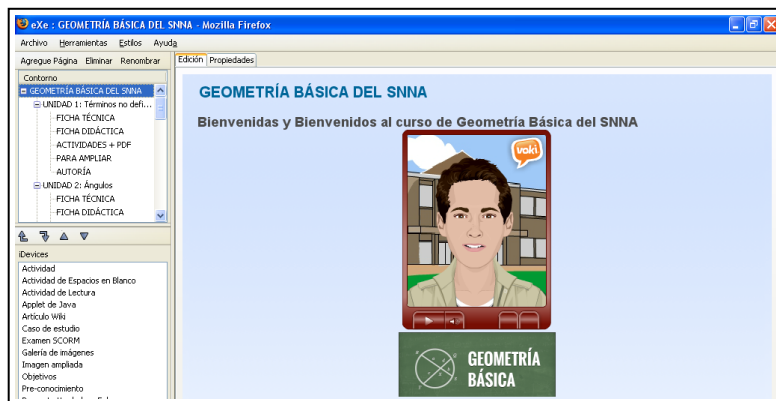 eXe : GEOMETRÍA BÁSICA DEL SNNA - Mozilla Firefox
Archivo Herramientas Estilos Ayuda
Agregue Página Eliminar Renombrar
Edición Propiedades
Contorno
GEOMETRÍA BÁSICA DEL SNNA
UNIDAD 1: Términos no defi...
FICHA TÉCNICA
FICHA DIDÁCTICA
ACTIVIDADES + PDF
PARA AMPLIAR
AUTORÍA
UNIDAD 2: Ángulos
FICHA TÉCNICA
FICHA DIDÁCTICA
iDevices
Actividad
Actividad de Espacios en Blanco
Actividad de Lectura
Applet de Java
Artículo Wiki
Caso de estudio
Examen SCORM
Galería de imágenes
Imagen ampliada
Objetivos
Pre-conocimiento
GEOMETRÍA BÁSICA DEL SNNA
Bienvenidas y Bienvenidos al curso de Geometría Básica del SNNA
voki
GEOMETRÍA
BÁSICA